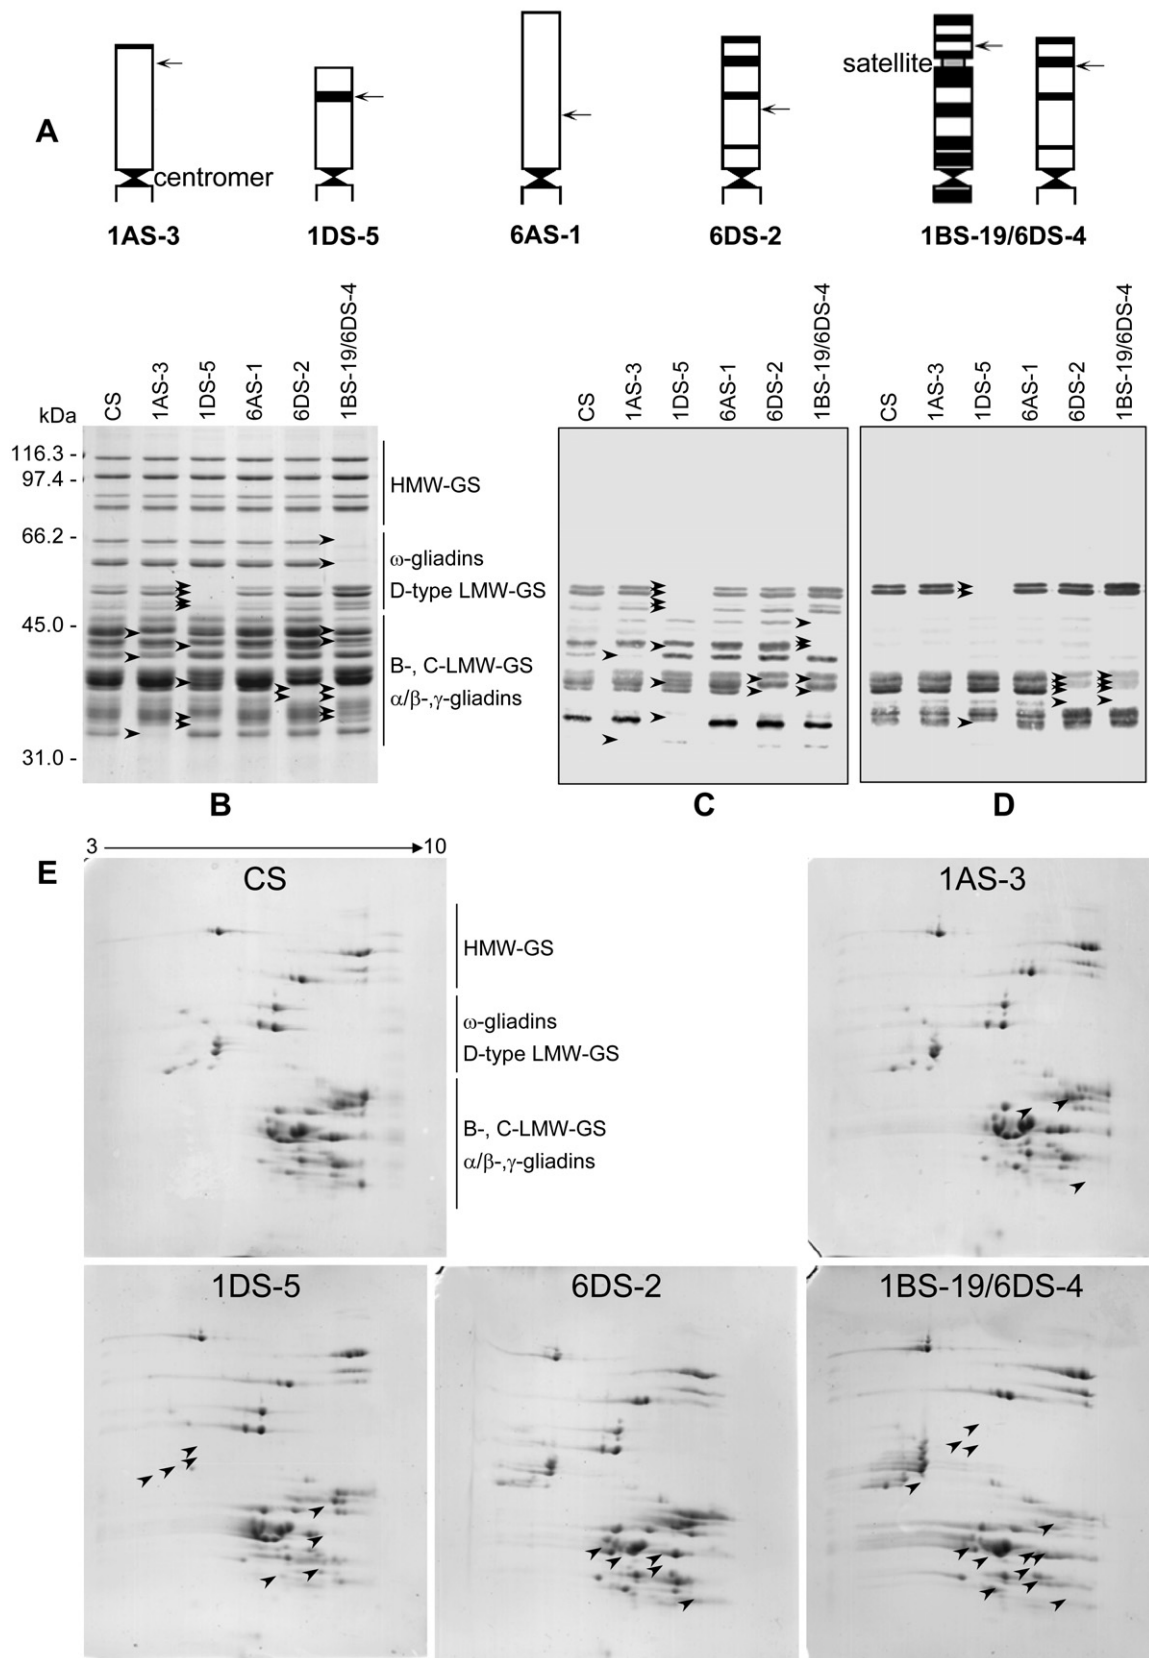 A
satellite
centromer
1AS-3
1DS-5
6AS-1
6DS-2
1BS-19/6DS-4
kDa
CS
1AS-3
1DS-5
6AS-1
6DS-2
1BS-19/6DS-4
116.3 -
97.4 -
66.2 -
45.0 -
31.0 -
HMW-GS
ω-gliadins
D-type LMW-GS
B-, C-LMW-GS
α/β-,γ-gliadins
B
CS
1AS-3
1DS-5
6AS-1
6DS-2
1BS-19/6DS-4
C
CS
1AS-3
1DS-5
6AS-1
6DS-2
1BS-19/6DS-4
D
E
3
10
CS
HMW-GS
ω-gliadins
D-type LMW-GS
B-, C-LMW-GS
α/β-,γ-gliadins
1AS-3
1DS-5
6DS-2
1BS-19/6DS-4